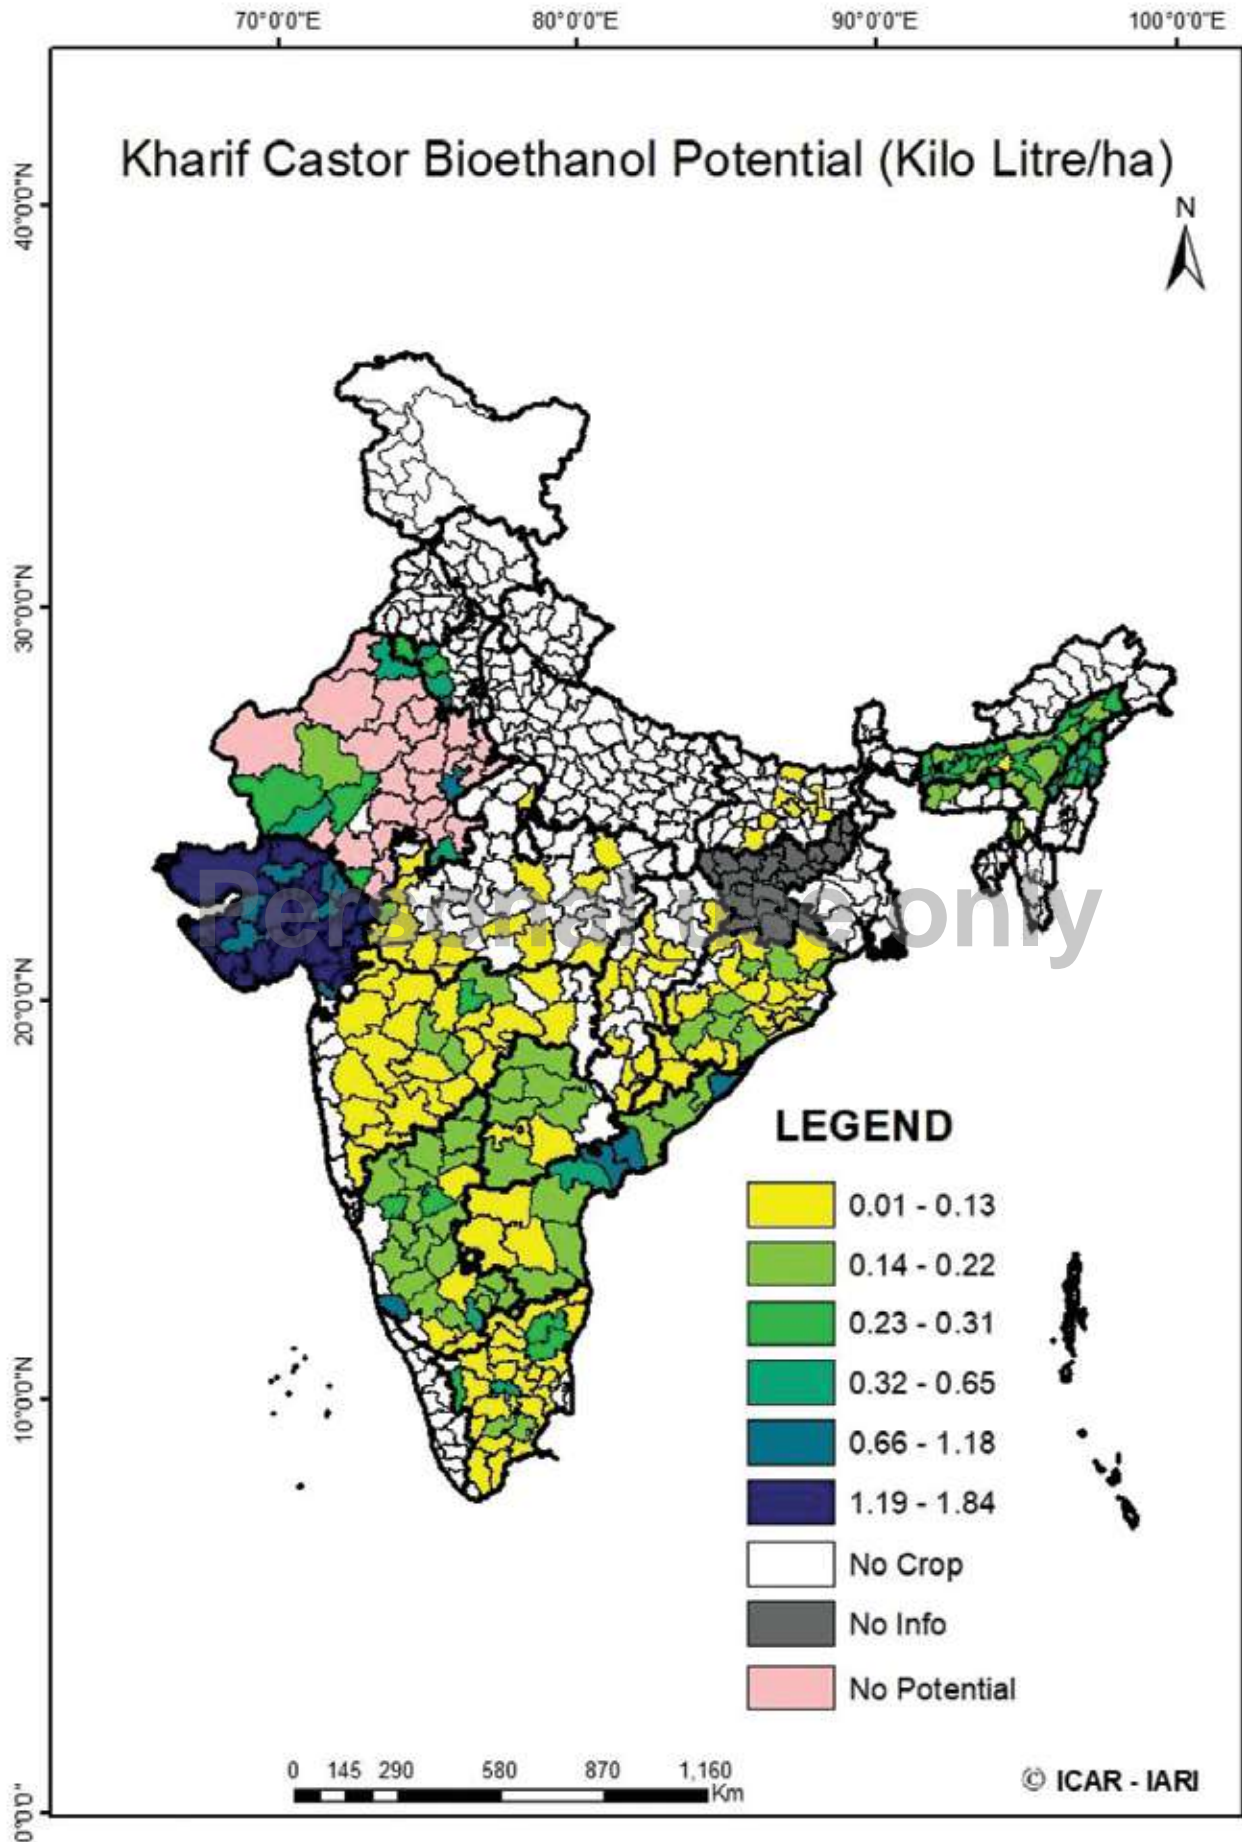 70°0'0"E 80°0'0"E 90°0'0"E 100°0'0"E
Kharif Castor Bioethanol Potential (Kilo Litre/ha)
N
40°0'0"N
30°0'0"N
20°0'0"N
10°0'0"N
0°0'0"
Personal use only
LEGEND
0.01 - 0.13
0.14 - 0.22
0.23 - 0.31
0.32 - 0.65
0.66 - 1.18
1.19 - 1.84
No Crop
No Info
No Potential
0 145 290 580 870 1,160
Km
© ICAR - IARI